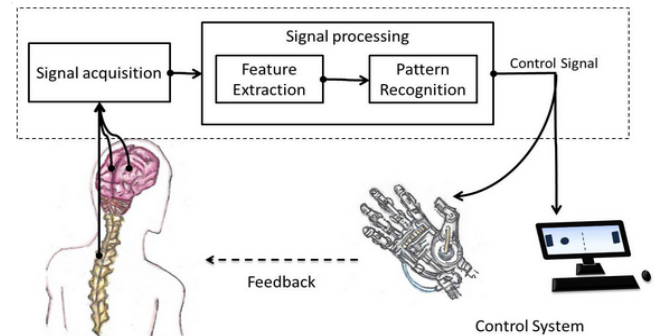 Signal processing
Signal acquisition
Feature
Extraction
Pattern
Recognition
Control Signal
Feedback
Control System